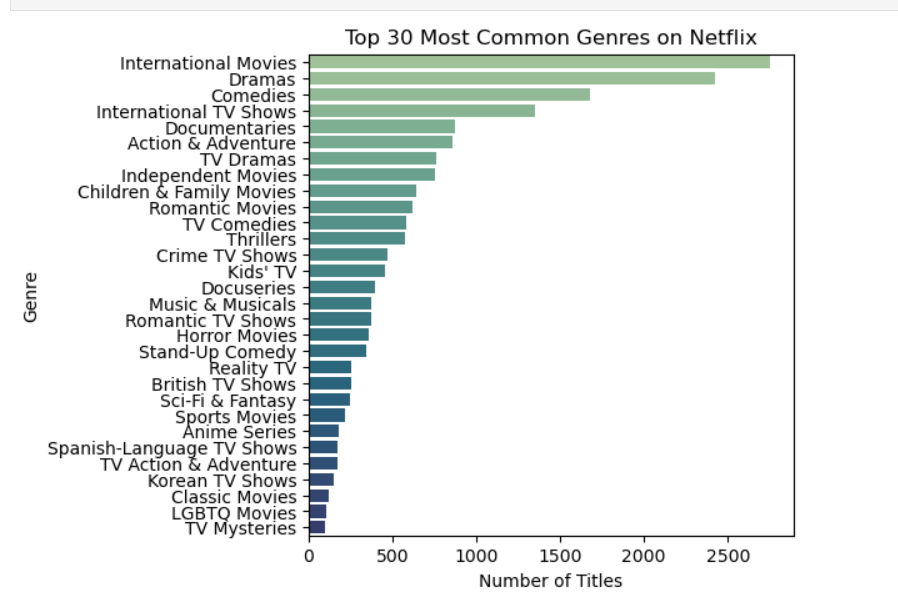 Top 30 Most Common Genres on Netflix
International Movies
Dramas
Comedies
International TV Shows
Documentaries
Action & Adventure
TV Dramas
Independent Movies
Children & Family Movies
Romantic Movies
TV Comedies
Thrillers
Crime TV Shows
Kids' TV
Docuseries
Music & Musicals
Romantic TV Shows
Horror Movies
Stand-Up Comedy
Reality TV
British TV Shows
Sci-Fi & Fantasy
Sports Movies
Anime Series
Spanish-Language TV Shows
TV Action & Adventure
Korean TV Shows
Classic Movies
LGBTQ Movies
TV Mysteries
Genre
0 500 1000 1500 2000 2500
Number of Titles